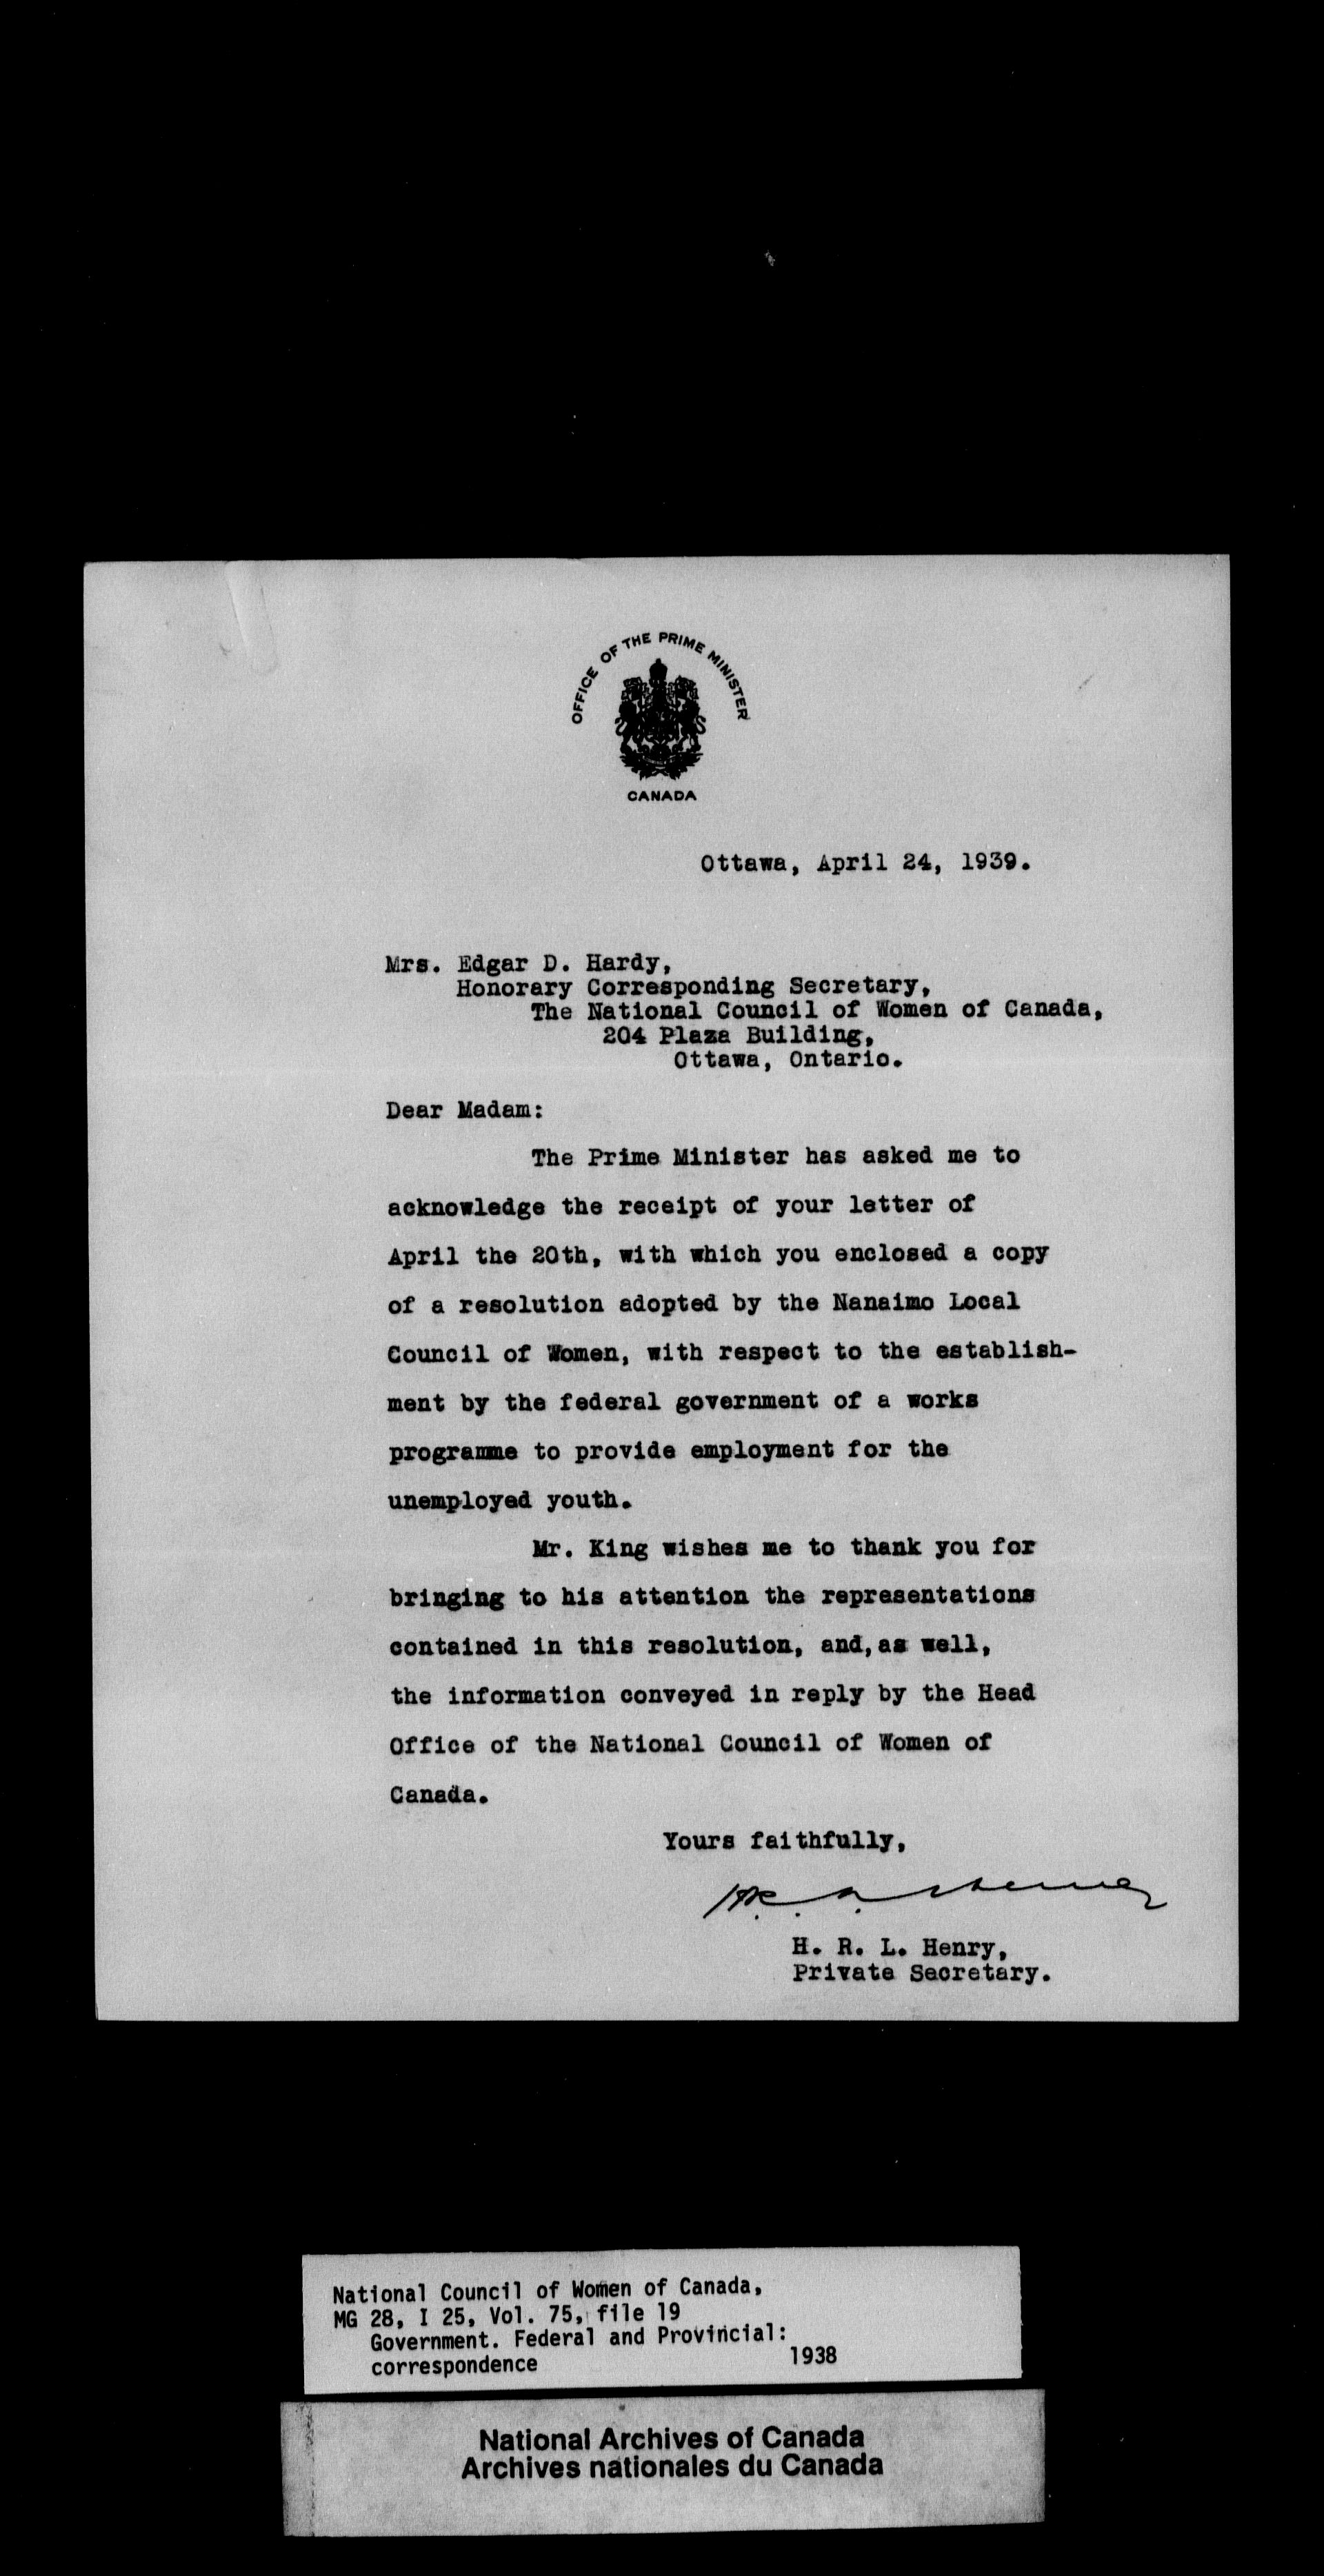 OFFICE OF THE PRIME MINISTER
CANADA
Ottawa, April 24, 1939.
Mrs. Edgar D. Hardy,
Honorary Corresponding Secretary,
The National Council of Women of Canada,
204 Plaza Building,
Ottawa, Ontario.
Dear Madam:
The Prime Minister has asked me to
acknowledge the receipt of your letter of
April the 20th, with which you enclosed a copy
of a resolution adopted by the Nanaimo Local
Council of Women, with respect to the establish-
ment by the federal government of a works
programme to provide employment for the
unemployed youth.
Mr. King wishes me to thank you for
bringing to his attention the representations
contained in this resolution, and, as well,
the information conveyed in reply by the Head
Office of the National Council of Women of
Canada.
Yours faithfully,
H. R. L. Henry
H. R. L. Henry,
Private Secretary.
National Council of Women of Canada,
MG 28, I 25, Vol. 75, file 19
Government. Federal and Provincial:
correspondence 1938
National Archives of Canada
Archives nationales du Canada